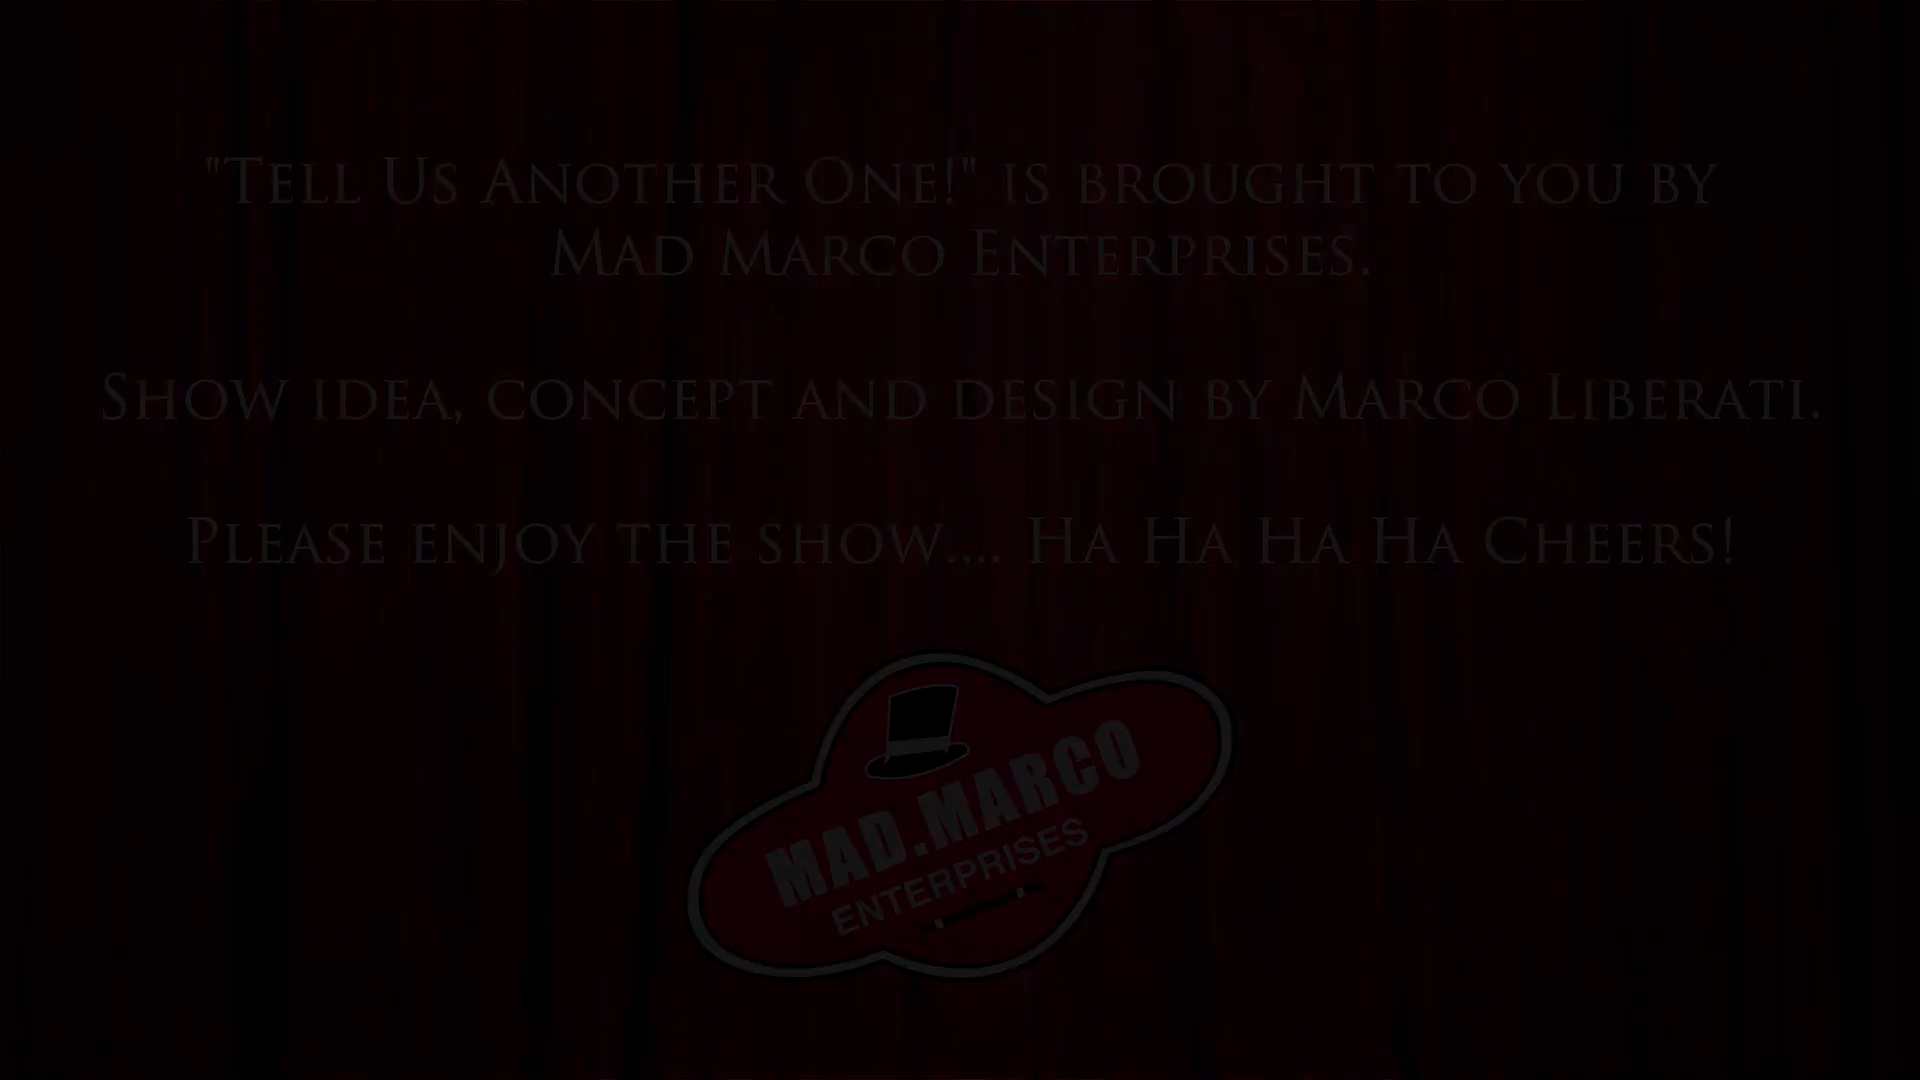 "Tell Us Another One!" is brought to you by
Mad Marco Enterprises.
Show idea, concept and design by Marco Liberati.
Please enjoy the show.... Ha Ha Ha Ha Cheers!
MAD.MARCO
ENTERPRISES